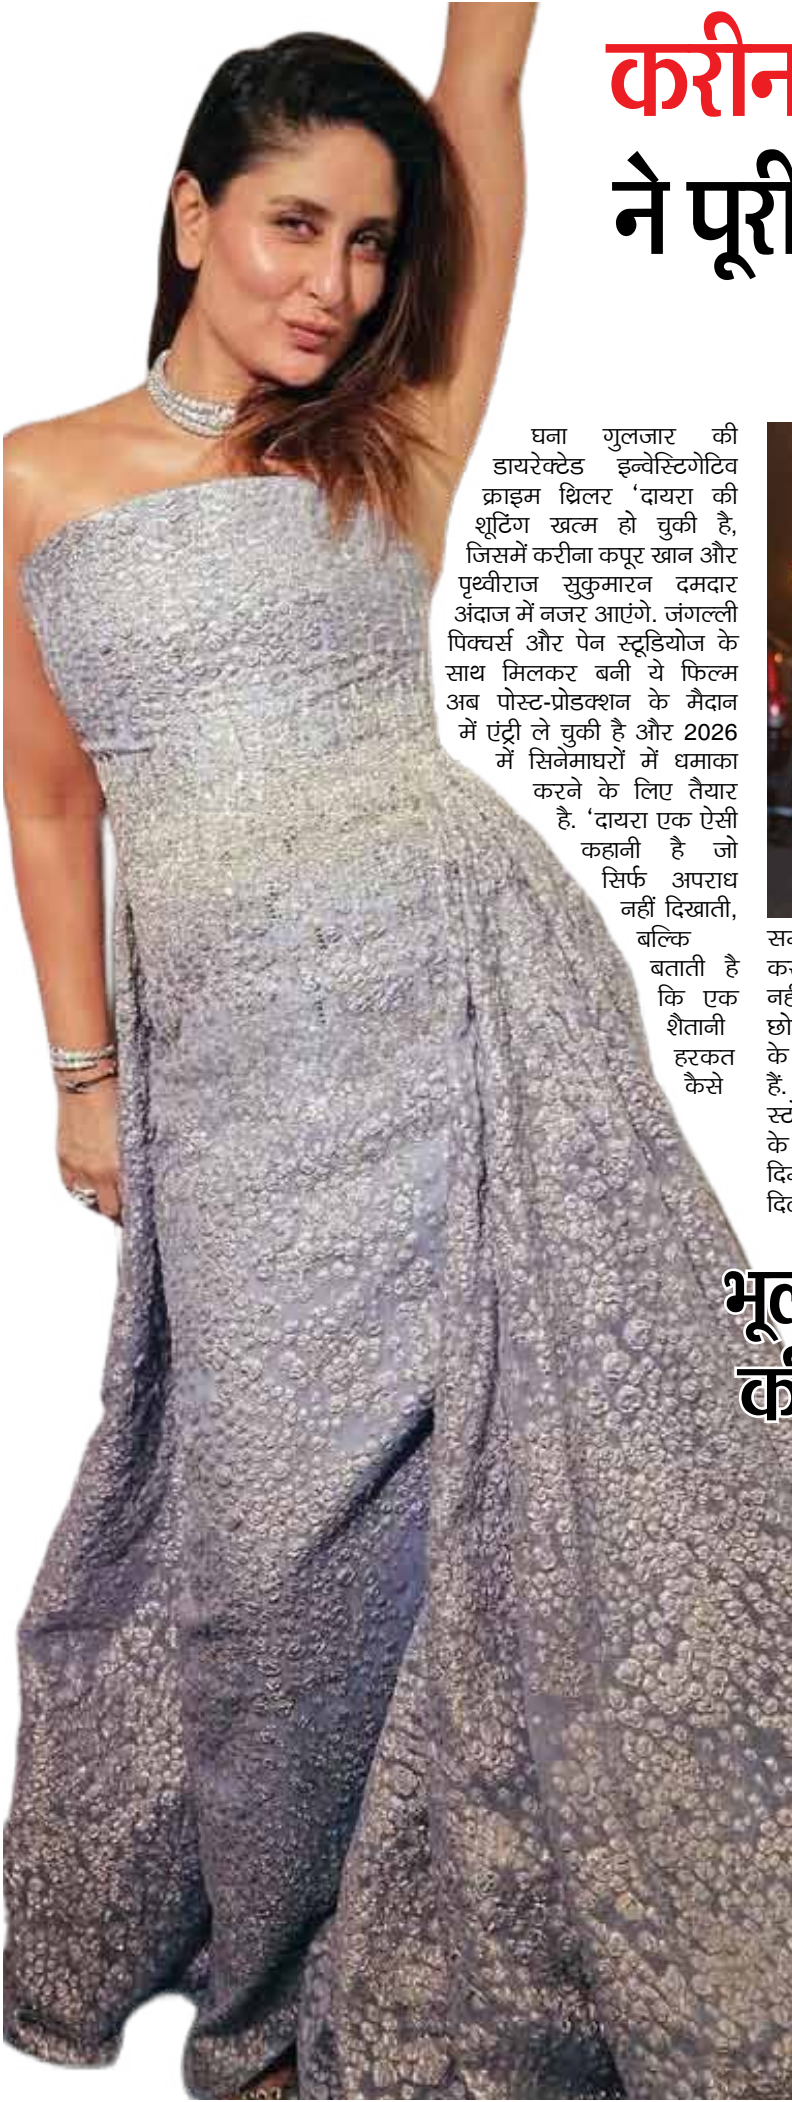 करीन
ने पूरी
घना गुलजार की
डायरेक्टेड इन्वेस्टिगेटिव
क्राइम थ्रिलर ‘दायरा की
शूटिंग खत्म हो चुकी है,
जिसमें करीना कपूर खान और
पृथ्वीराज सुकुमारन दमदार
अंदाज में नजर आएंगे. जंगल्ली
पिक्चर्स और पेन स्टूडियोज के
साथ मिलकर बनी ये फिल्म
अब पोस्ट-प्रोडक्शन के मैदान
में एंट्री ले चुकी है और 2026
में सिनेमाघरों में धमाका
करने के लिए तैयार
है. ‘दायरा एक ऐसी
कहानी है जो
सिर्फ अपराध
नहीं दिखाती,
बल्कि
बताती है
कि एक
शैतानी
हरकत
कैसे
छो
के
हैं.
के